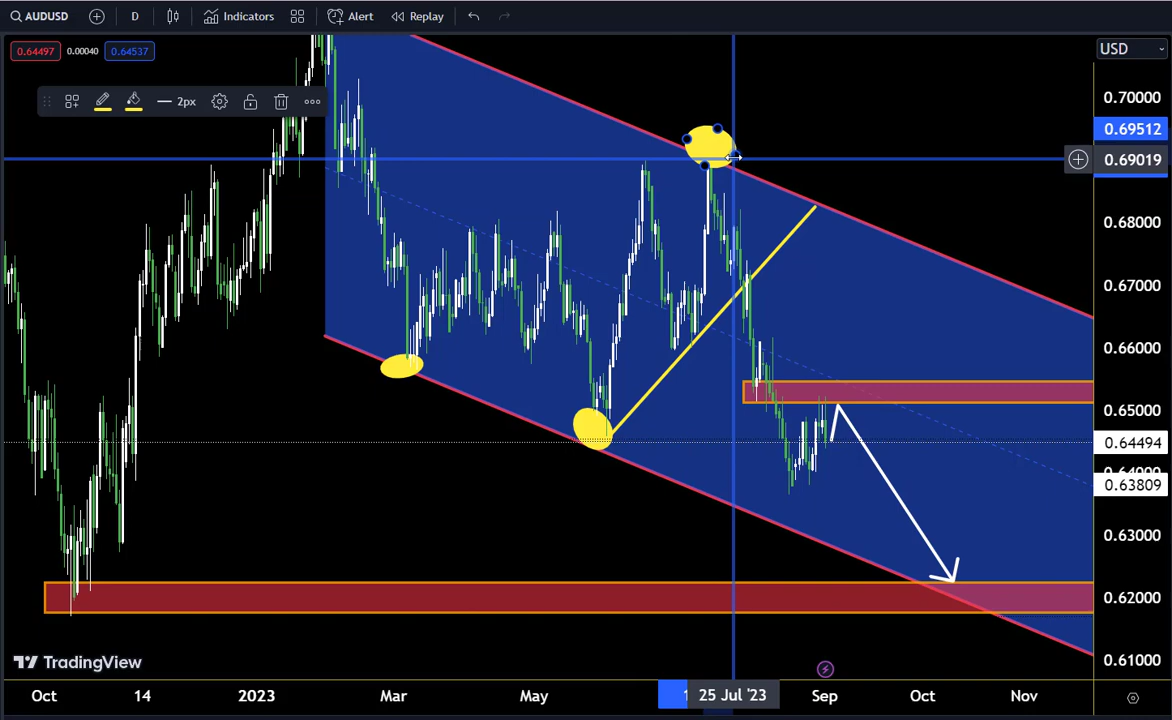 AUDUSD D Indicators Alert Replay
0.64497 0.00040 0.64537
USD
2px
0.70000
0.69512
0.69019
0.68000
0.67000
0.66000
0.65000
0.64494
0.64000
0.63809
0.63000
0.62000
0.61000
TradingView
Oct 14 2023 Mar May 25 Jul '23 Sep Oct Nov